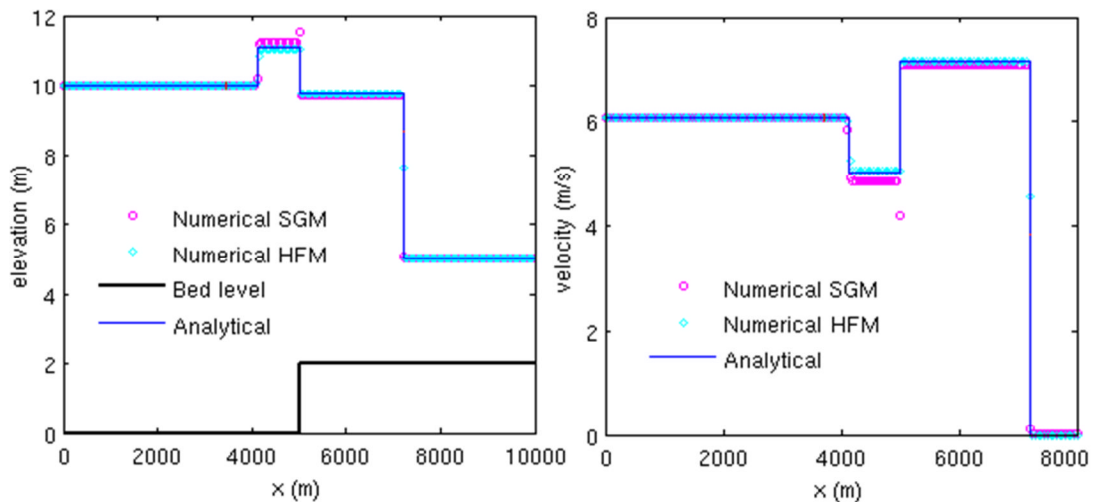 12
10
8
6
4
2
0
elevation (m)
Numerical SGM
Numerical HFM
Bed level
Analytical
0 2000 4000 6000 8000 10000
x (m)
8
6
4
2
0
velocity (m/s)
Numerical SGM
Numerical HFM
Analytical
0 2000 4000 6000 8000
x (m)